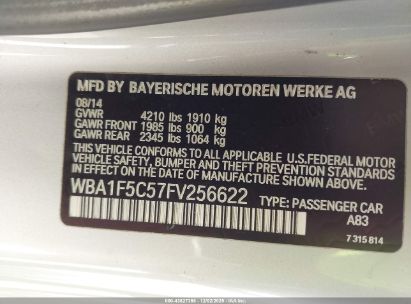 MFD BY BAYERISCHE MOTOREN WERKE AG
08/14
GVWR 4210 lbs 1910 kg
GAWR FRONT 1985 lbs 900 kg
GAWR REAR 2345 lbs 1064 kg
THIS VEHICLE CONFORMS TO ALL APPLICABLE U.S.FEDERAL MOTOR
VEHICLE SAFETY, BUMPER AND THEFT PREVENTION STANDARDS IN
EFFECT ON THE DATE OF MANUFACTURE SHOWN ABOVE.
WBA1F5C57FV256622 TYPE: PASSENGER CAR
A83
7 315 814